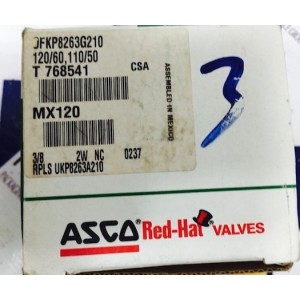 JFKP8263G210
120/60,110/50
T 768541 CSA
ASSEMBLED IN MEXICO
MX120
3/8 2W NC 0237
RPLS UKP8263A210
3
ASCO Red-Hat VALVES